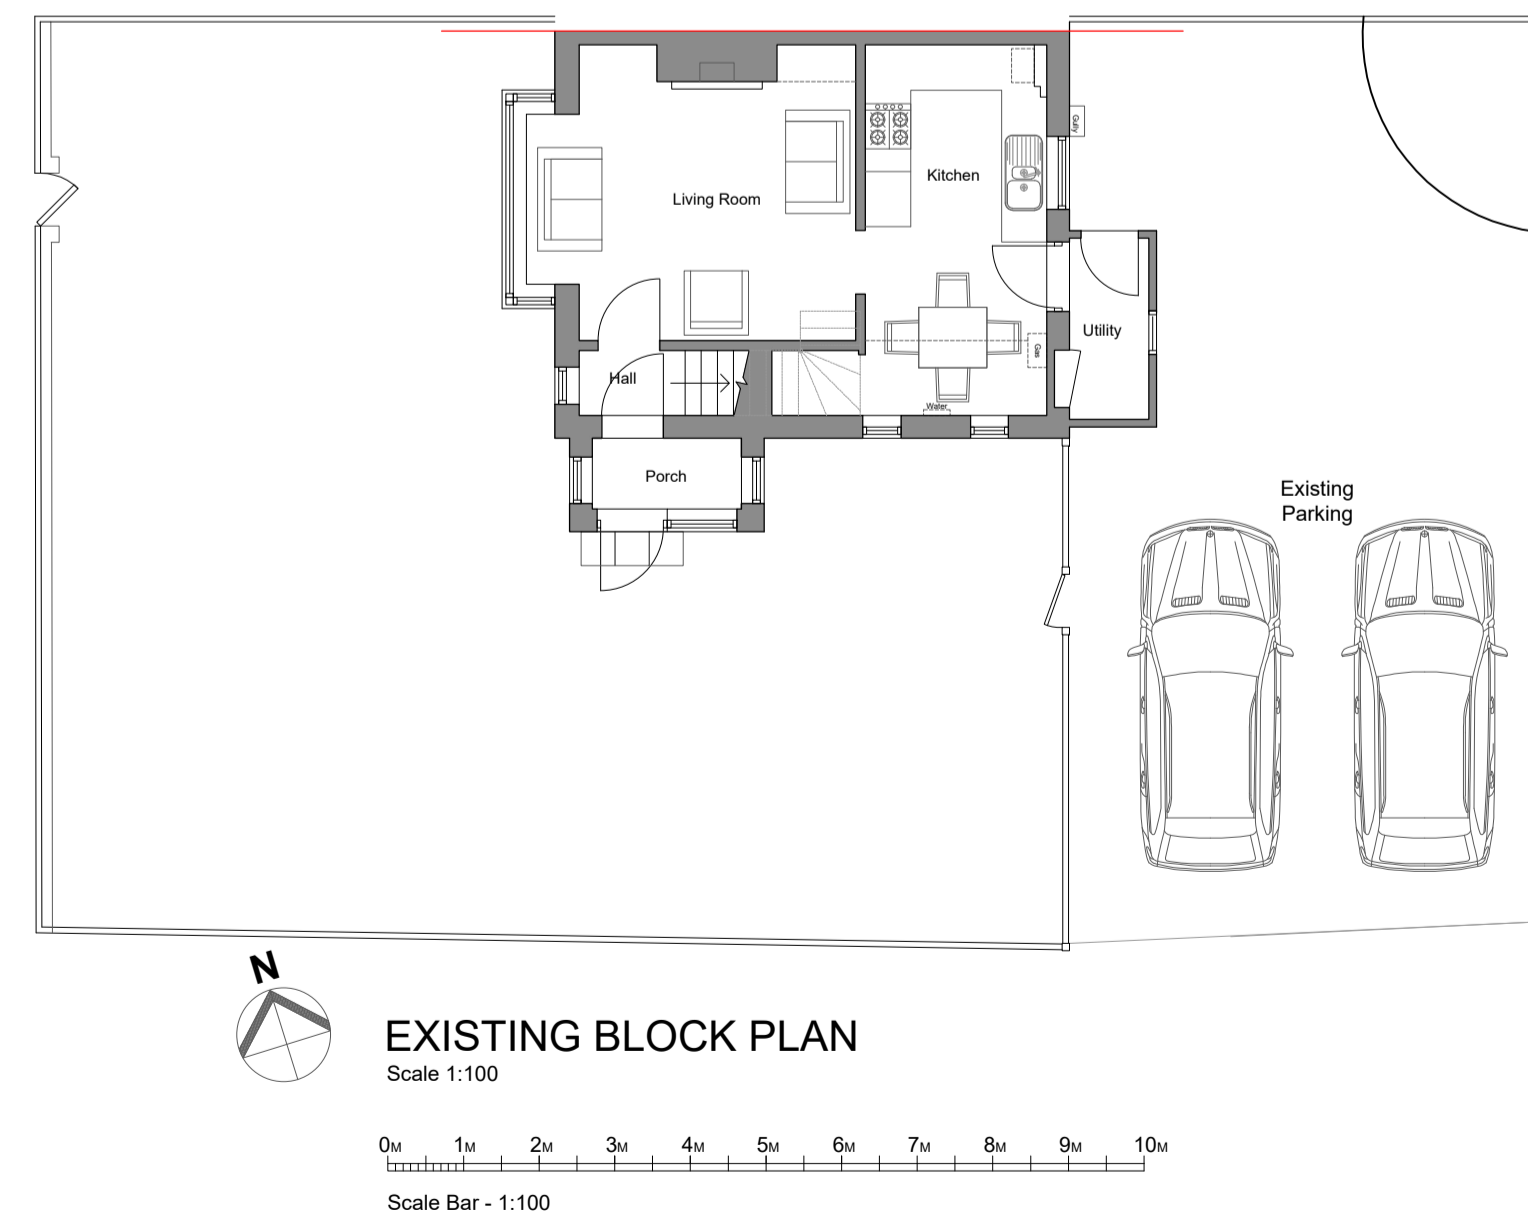 Gully
Kitchen
Living Room
Utility
Gas
Hall
Water
Porch
Existing
Parking
N
EXISTING BLOCK PLAN
Scale 1:100
0M 1M 2M 3M 4M 5M 6M 7M 8M 9M 10M
Scale Bar - 1:100